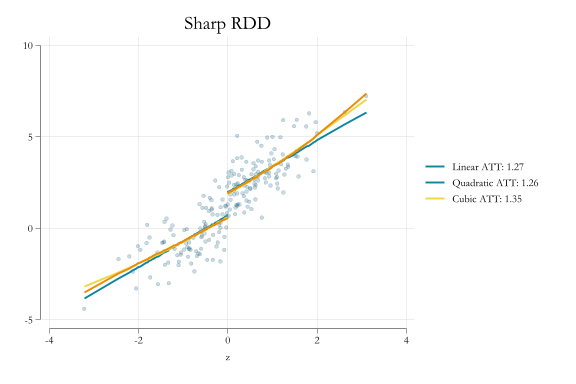 Sharp RDD
10
5
0
-5
-4
-2
0
2
4
z
Linear ATT: 1.27
Quadratic ATT: 1.26
Cubic ATT: 1.35